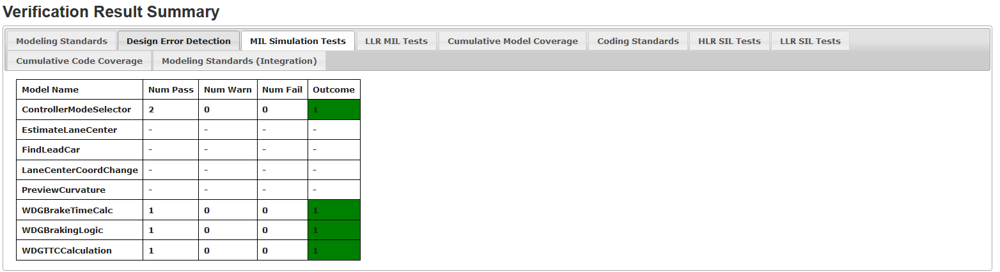 Verification Result Summary
Modeling Standards Design Error Detection MIL Simulation Tests LLR MIL Tests Cumulative Model Coverage Coding Standards HLR SIL Tests LLR SIL Tests
Cumulative Code Coverage Modeling Standards (Integration)
Model Name Num Pass Num Warn Num Fail Outcome
ControllerModeSelector 2 0 0 1
EstimateLaneCenter - - - -
FindLeadCar - - - -
LaneCenterCoordChange - - - -
PreviewCurvature - - - -
WDGBrakeTimeCalc 1 0 0 1
WDGBrakingLogic 1 0 0 1
WDGTTCCalculation 1 0 0 1